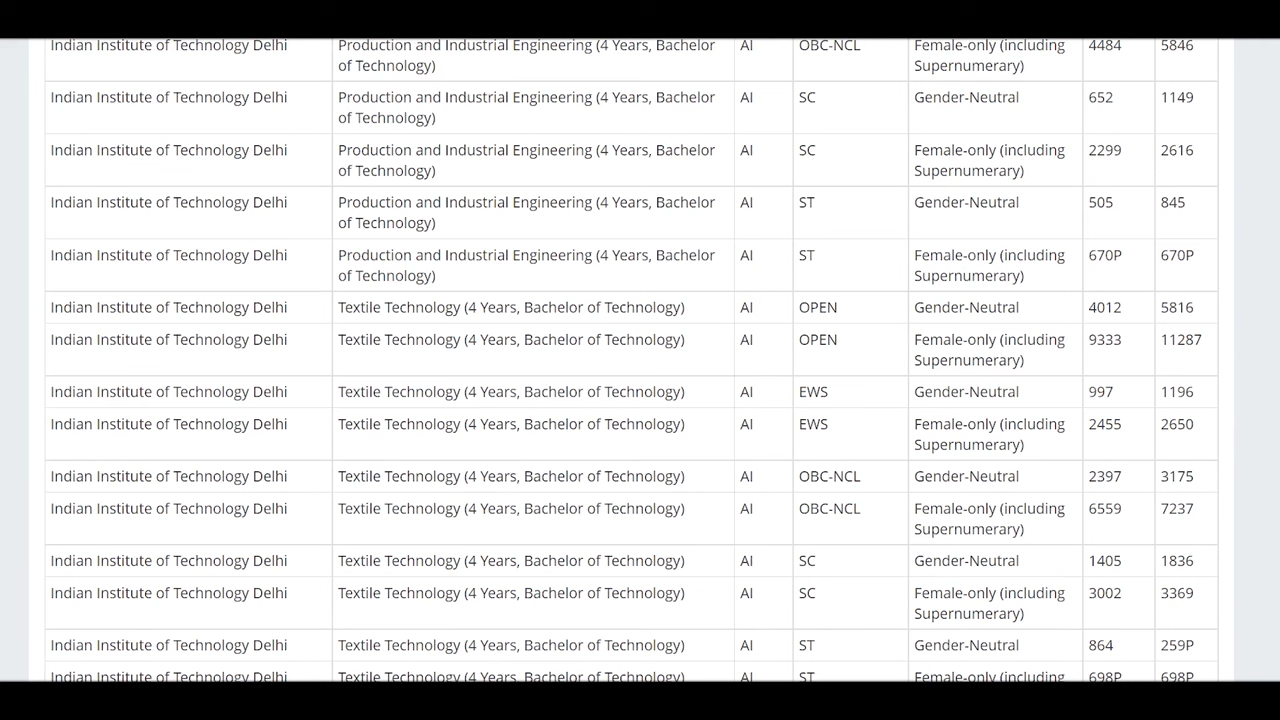 Indian Institute of Technology Delhi Production and Industrial Engineering (4 Years, Bachelor AI OBC-NCL Female-only (including 4484 5846
of Technology) Supernumerary)
Indian Institute of Technology Delhi Production and Industrial Engineering (4 Years, Bachelor AI SC Gender-Neutral 652 1149
of Technology)
Indian Institute of Technology Delhi Production and Industrial Engineering (4 Years, Bachelor AI SC Female-only (including 2299 2616
of Technology) Supernumerary)
Indian Institute of Technology Delhi Production and Industrial Engineering (4 Years, Bachelor AI ST Gender-Neutral 505 845
of Technology)
Indian Institute of Technology Delhi Production and Industrial Engineering (4 Years, Bachelor AI ST Female-only (including 670P 670P
of Technology) Supernumerary)
Indian Institute of Technology Delhi Textile Technology (4 Years, Bachelor of Technology) AI OPEN Gender-Neutral 4012 5816
Indian Institute of Technology Delhi Textile Technology (4 Years, Bachelor of Technology) AI OPEN Female-only (including 9333 11287
Supernumerary)
Indian Institute of Technology Delhi Textile Technology (4 Years, Bachelor of Technology) AI EWS Gender-Neutral 997 1196
Indian Institute of Technology Delhi Textile Technology (4 Years, Bachelor of Technology) AI EWS Female-only (including 2455 2650
Supernumerary)
Indian Institute of Technology Delhi Textile Technology (4 Years, Bachelor of Technology) AI OBC-NCL Gender-Neutral 2397 3175
Indian Institute of Technology Delhi Textile Technology (4 Years, Bachelor of Technology) AI OBC-NCL Female-only (including 6559 7237
Supernumerary)
Indian Institute of Technology Delhi Textile Technology (4 Years, Bachelor of Technology) AI SC Gender-Neutral 1405 1836
Indian Institute of Technology Delhi Textile Technology (4 Years, Bachelor of Technology) AI SC Female-only (including 3002 3369
Supernumerary)
Indian Institute of Technology Delhi Textile Technology (4 Years, Bachelor of Technology) AI ST Gender-Neutral 864 259P
Indian Institute of Technology Delhi Textile Technology (4 Years, Bachelor of Technology) AI ST Female-only (including 698P 698P